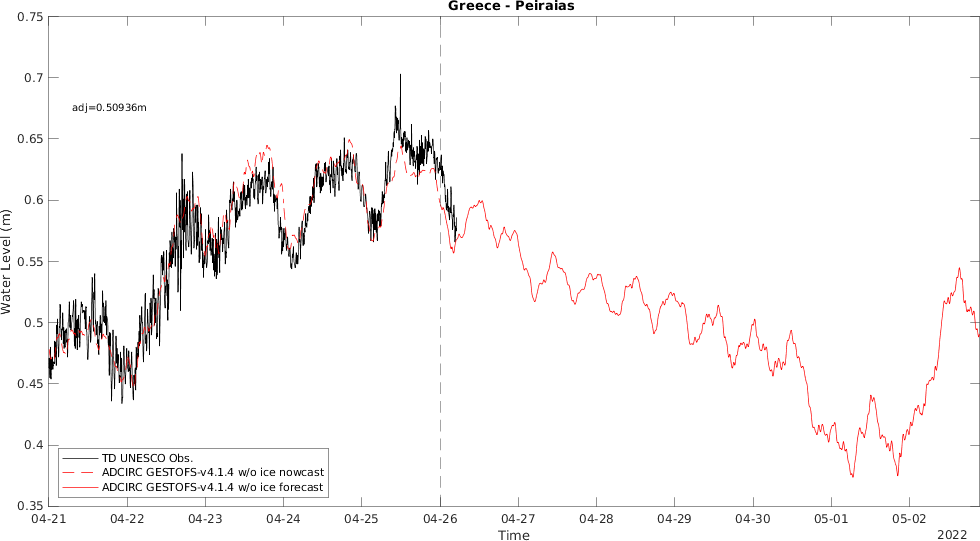 Greece - Peiraias
0.75
0.7
0.65
0.6
0.55
0.5
0.45
0.4
0.35
Water Level (m)
adj=0.50936m
TD UNESCO Obs.
ADCIRC GESTOFS-v4.1.4 w/o ice nowcast
ADCIRC GESTOFS-v4.1.4 w/o ice forecast
04-21 04-22 04-23 04-24 04-25 04-26 04-27 04-28 04-29 04-30 05-01 05-02
Time
2022